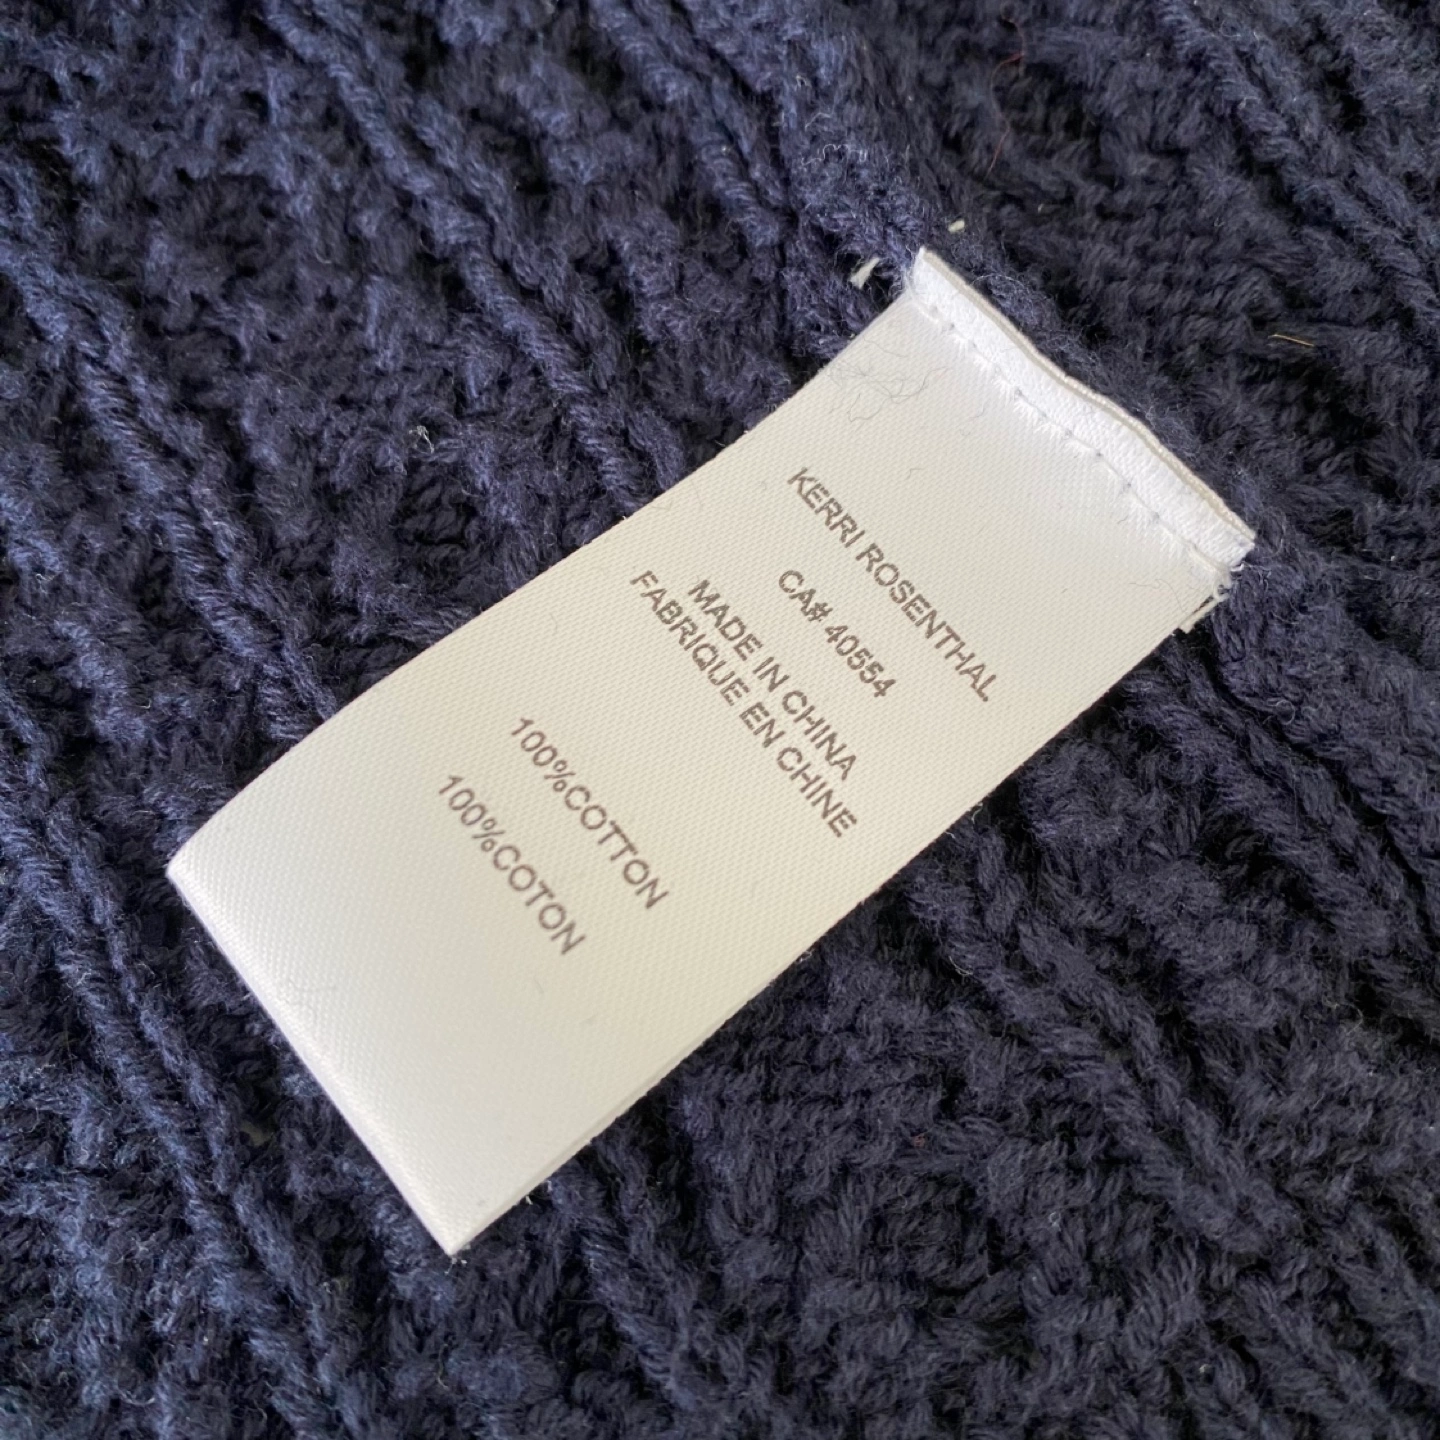 KERRI ROSENTHAL
CA# 40554
MADE IN CHINA
FABRIQUE EN CHINE
100%COTTON
100%COTON